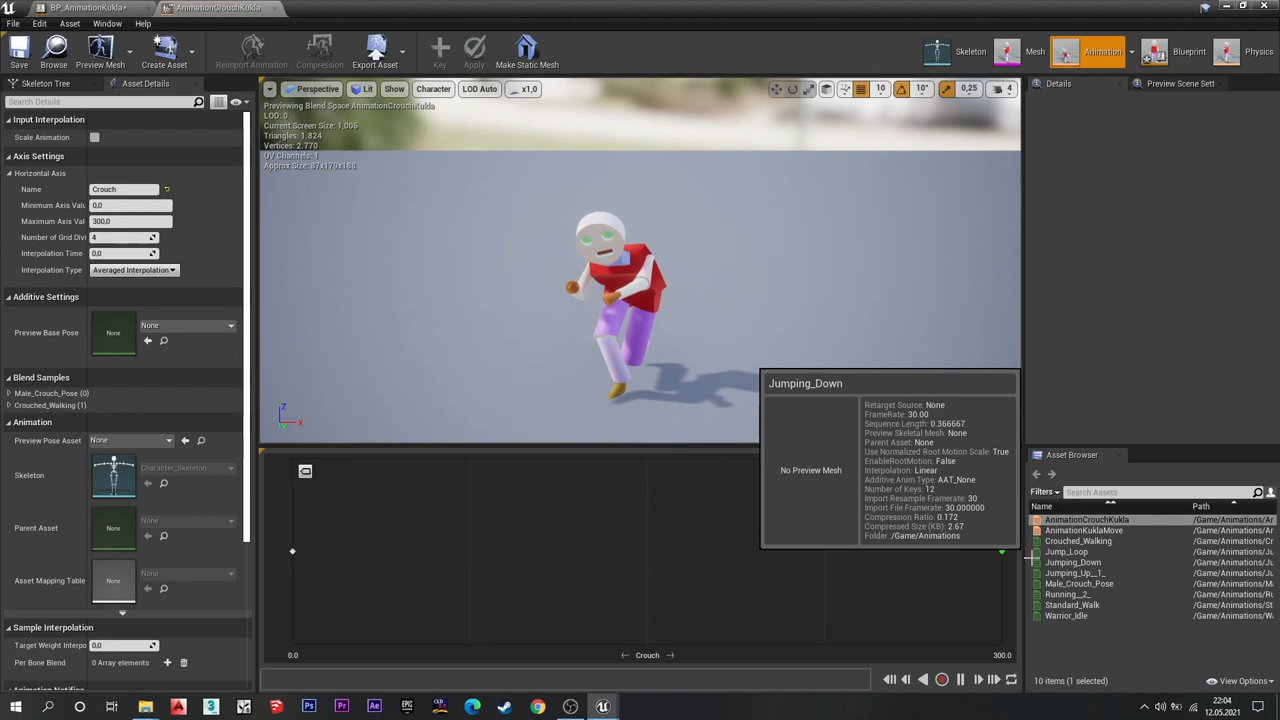 BP_AnimationKukla*
AnimationCrouchKukla
File Edit Asset Window Help
Save Browse Preview Mesh Create Asset Reimport Animation Compression Export Asset Key Apply Make Static Mesh
Skeleton Mesh Animation Blueprint Physics
Skeleton Tree Asset Details
Search Details
Input Interpolation
Scale Animation
Axis Settings
Horizontal Axis
Name Crouch
Minimum Axis Valu 0,0
Maximum Axis Val 300,0
Number of Grid Divi 4
Interpolation Time 0,0
Interpolation Type Averaged Interpolation
Additive Settings
Preview Base Pose None None
Blend Samples
Male_Crouch_Pose (0)
Crouched_Walking (1)
Animation
Preview Pose Asset None
Skeleton Character_Skeleton
Parent Asset None None
Asset Mapping Table None None
Sample Interpolation
Target Weight Interpo 0,0
Per Bone Blend 0 Array elements
Perspective Lit Show Character LOD Auto x1,0 10 10° 0,25 4
Previewing Blend Space AnimationCrouchKukla
LOD: 0
Current Screen Size: 1,006
Triangles: 1.824
Vertices: 2.770
UV Channels: 1
Approx Size: 87x179x188
Z
X
Jumping_Down
No Preview Mesh
Retarget Source: None
FrameRate: 30.00
Sequence Length: 0.366667
Preview Skeletal Mesh: None
Parent Asset: None
Use Normalized Root Motion Scale: True
EnableRootMotion: False
Interpolation: Linear
Additive Anim Type: AAT_None
Number of Keys: 12
Import Resample Framerate: 30
Import File Framerate: 30.000000
Compression Ratio: 0.172
Compressed Size (KB): 2.67
Folder :/Game/Animations
0.0 Crouch 300.0
Details Preview Scene Sett
Asset Browser
Filters Search Assets
Name Path
AnimationCrouchKukla /Game/Animations/Ar
AnimationKuklaMove /Game/Animations/Ar
Crouched_Walking /Game/Animations/Cr
Jump_Loop /Game/Animations/Ju
Jumping_Down /Game/Animations/Ju
Jumping_Up__1_ /Game/Animations/Ju
Male_Crouch_Pose /Game/Animations/Ma
Running__2_ /Game/Animations/Ru
Standard_Walk /Game/Animations/St
Warrior_Idle /Game/Animations/Wa
10 items (1 selected) View Options
22:04
12.05.2021